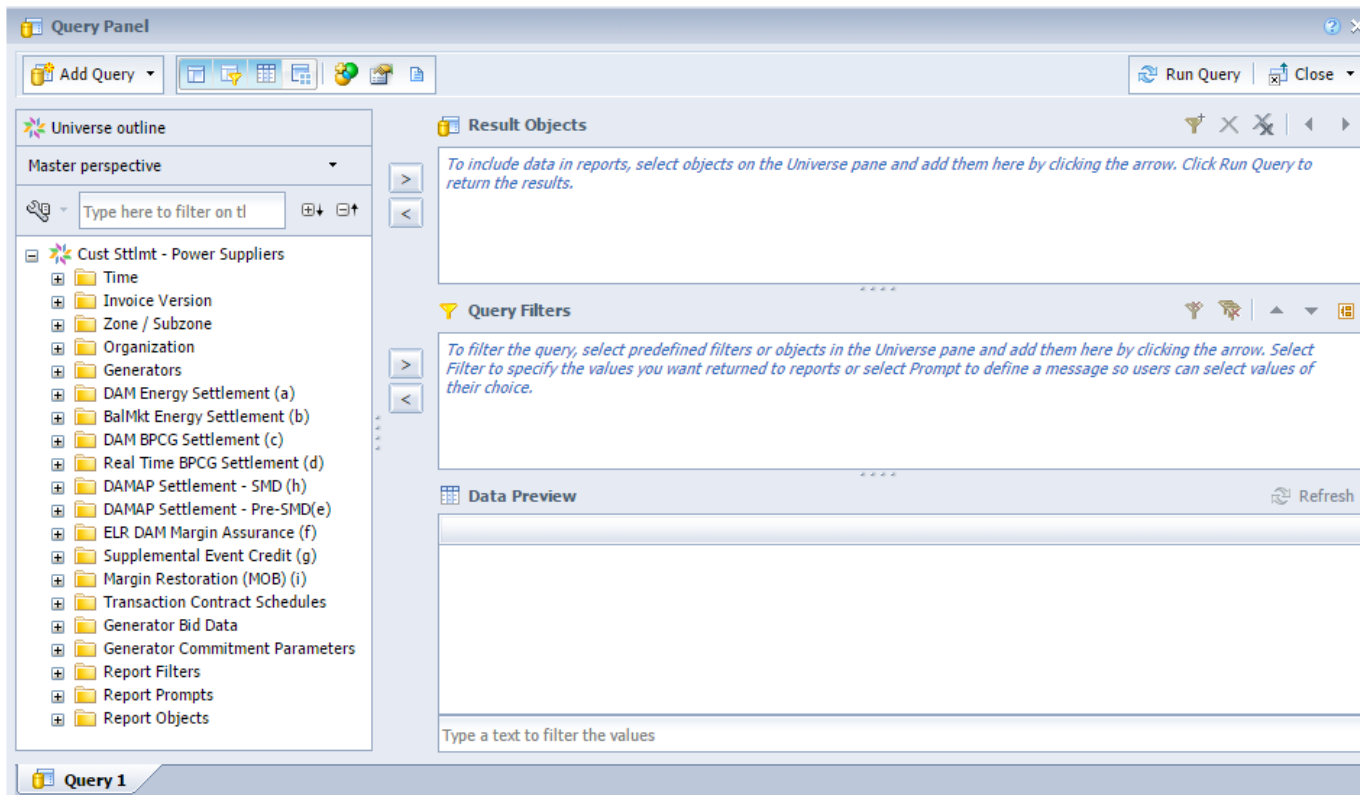 Query Panel
Add Query
Run Query
Close
Universe outline
Master perspective
Type here to filter on tl
Cust Sttlmt - Power Suppliers
Time
Invoice Version
Zone / Subzone
Organization
Generators
DAM Energy Settlement (a)
BalMkt Energy Settlement (b)
DAM BPCG Settlement (c)
Real Time BPCG Settlement (d)
DAMAP Settlement - SMD (h)
DAMAP Settlement - Pre-SMD(e)
ELR DAM Margin Assurance (f)
Supplemental Event Credit (g)
Margin Restoration (MOB) (i)
Transaction Contract Schedules
Generator Bid Data
Generator Commitment Parameters
Report Filters
Report Prompts
Report Objects
>
<
>
<
Result Objects
To include data in reports, select objects on the Universe pane and add them here by clicking the arrow. Click Run Query to
return the results.
Query Filters
To filter the query, select predefined filters or objects in the Universe pane and add them here by clicking the arrow. Select
Filter to specify the values you want returned to reports or select Prompt to define a message so users can select values of
their choice.
Data Preview
Refresh
Type a text to filter the values
Query 1